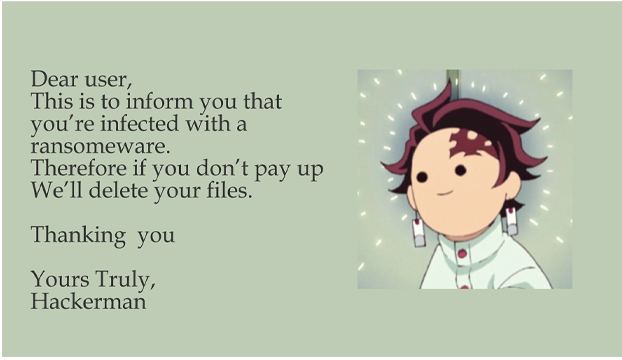 Dear user,
This is to inform you that
you’re infected with a
ransomeware.
Therefore if you don’t pay up
We’ll delete your files.
Thanking  you
Yours Truly,
Hackerman